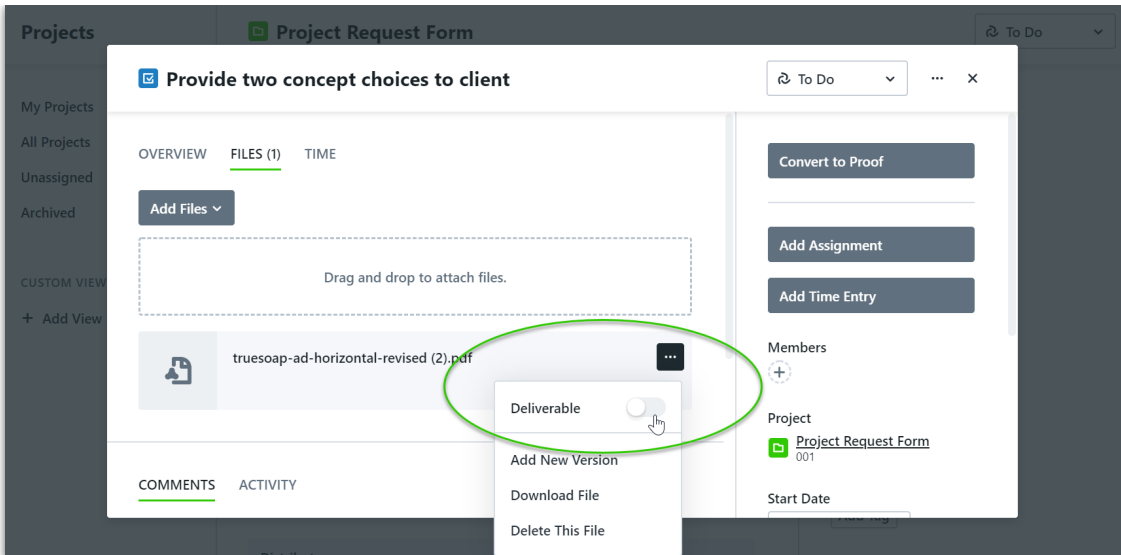 Projects
Project Request Form
To Do
Provide two concept choices to client
To Do
My Projects
All Projects
Unassigned
Archived
CUSTOM VIEW
+ Add View
OVERVIEW FILES (1) TIME
Add Files
Drag and drop to attach files.
truesoap-ad-horizontal-revised (2).pdf
Deliverable
Add New Version
Download File
Delete This File
COMMENTS ACTIVITY
Convert to Proof
Add Assignment
Add Time Entry
Members
Project
Project Request Form
001
Start Date
Add Tag